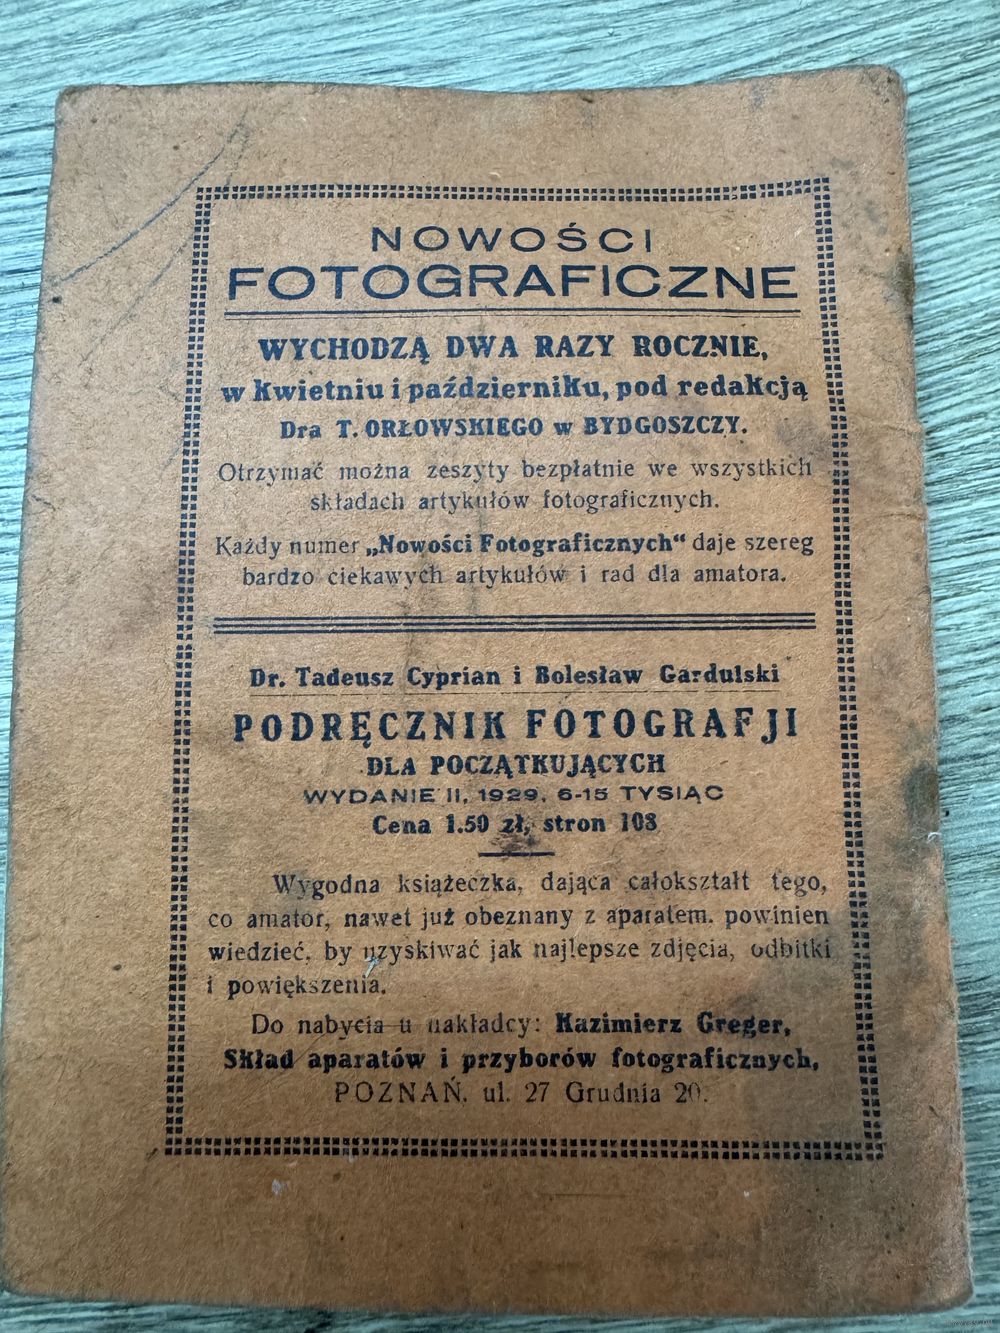 NOWOŚCI
FOTOGRAFICZNE
WYCHODZĄ DWA RAZY ROCZNIE,
w kwietniu i październiku, pod redakcją
Dra T. ORŁOWSKIEGO w BYDGOSZCZY.
Otrzymać można zeszyty bezpłatnie we wszystkich
składach artykułów fotograficznych.
Każdy numer „Nowości Fotograficznych“ daje szereg
bardzo ciekawych artykułów i rad dla amatora.
Dr. Tadeusz Cyprian i Bolesław Gardulski
PODRĘCZNIK FOTOGRAFJI
DLA POCZĄTKUJĄCYCH
WYDANIE II, 1929, 6-15 TYSIĄC
Cena 1.50 zł, stron 108
Wygodna książeczka, dająca całokształt tego,
co amator, nawet już obeznany z aparatem. powinien
wiedzieć, by uzyskiwać jak najlepsze zdjęcia, odbitki
i powiększenia.
Do nabycia u nakładcy: Kazimierz Greger,
Skład aparatów i przyborów fotograficznych,
POZNAŃ, ul. 27 Grudnia 20.